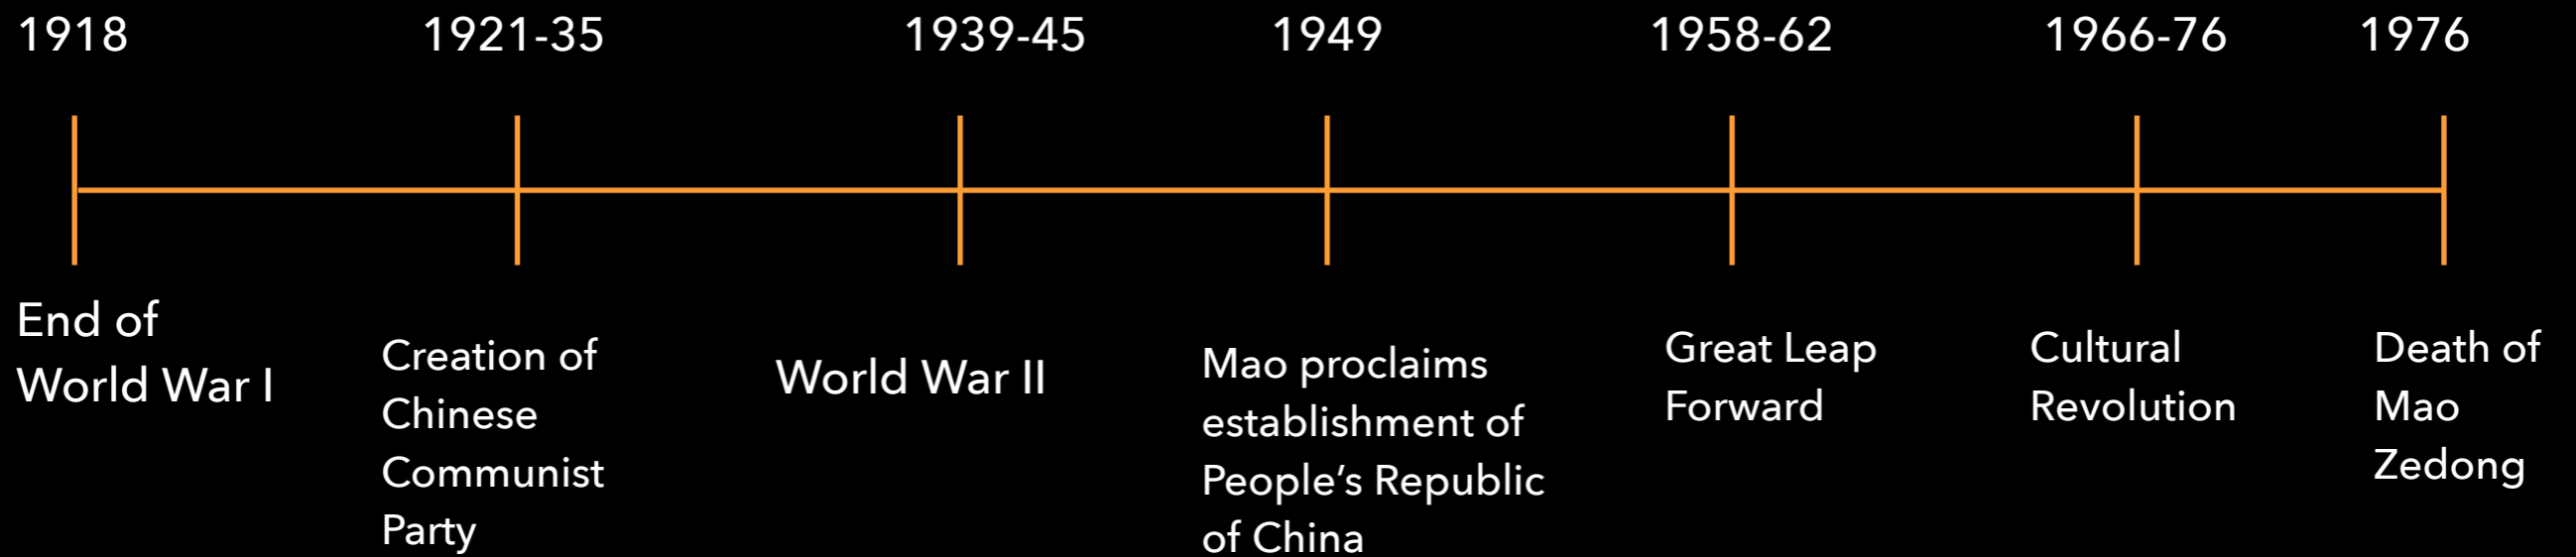 1918
1921-35
1939-45
1949
1958-62
1966-76
1976
End of
World War I
Creation of
Chinese
Communist
Party
World War II
Mao proclaims
establishment of
People’s Republic
of China
Great Leap
Forward
Cultural
Revolution
Death of
Mao
Zedong